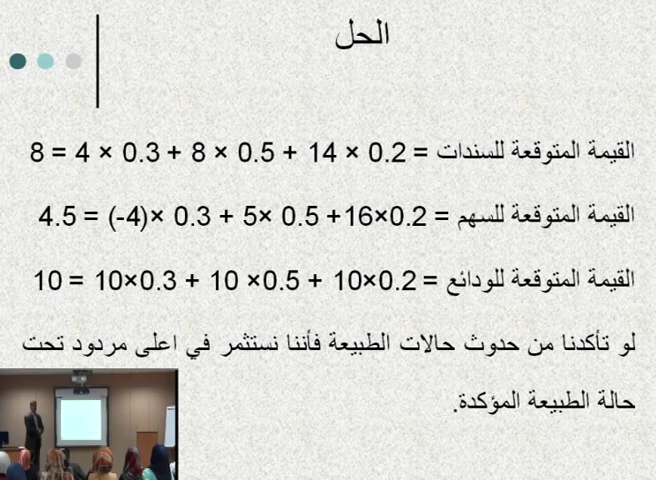 الحل
القيمة المتوقعة للسندات = 0.2 × 14 + 0.5 × 8 + 0.3 × 4 = 8
القيمة المتوقعة للسهم = 0.2×16+ 0.5 ×5 + 0.3 ×(-4) = 4.5
القيمة المتوقعة للودائع = 0.2×10 + 0.5× 10 + 0.3×10 = 10
لو تأكدنا من حدوث حالات الطبيعة فأننا نستثمر في اعلى مردود تحت
حالة الطبيعة المؤكدة.